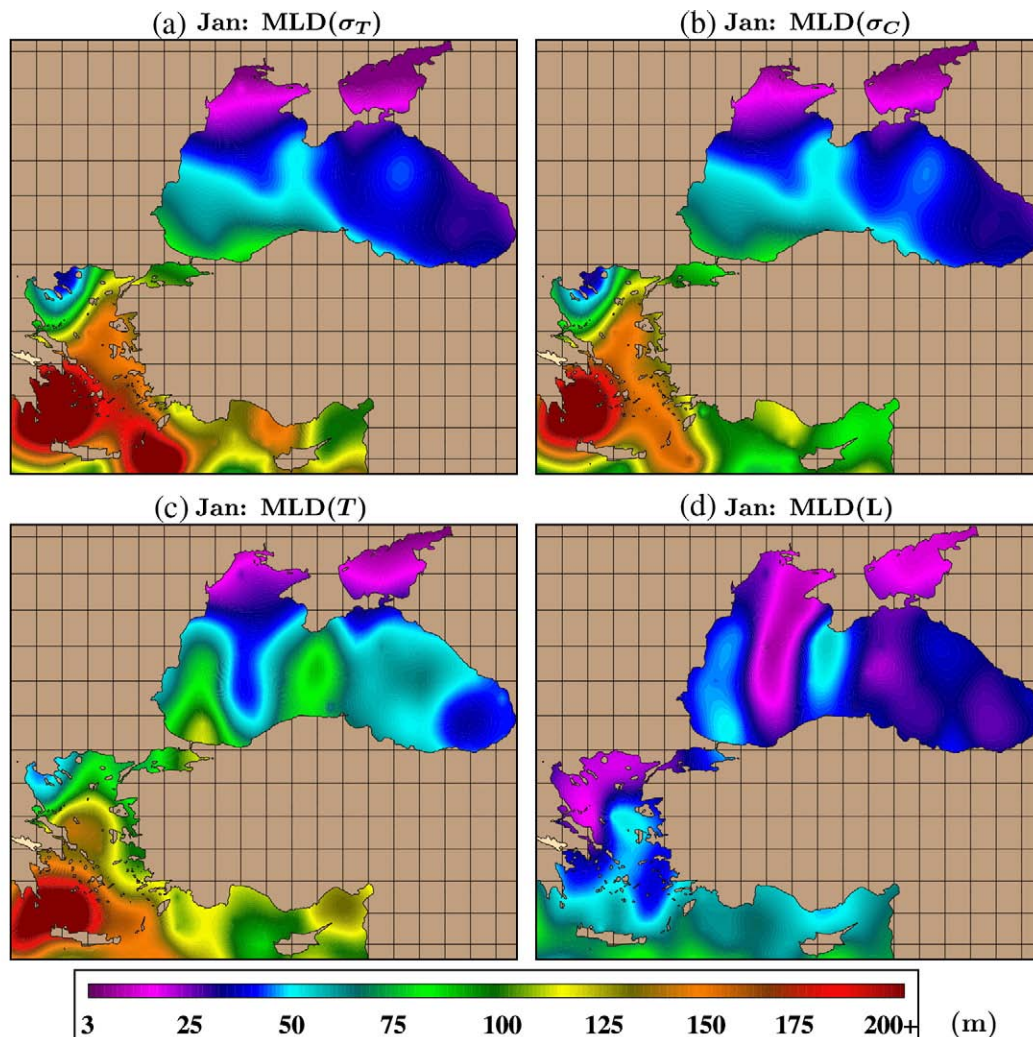 (a) Jan: MLD(σ_T) (b) Jan: MLD(σ_C)
(c) Jan: MLD(T) (d) Jan: MLD(L)
3 25 50 75 100 125 150 175 200+ (m)